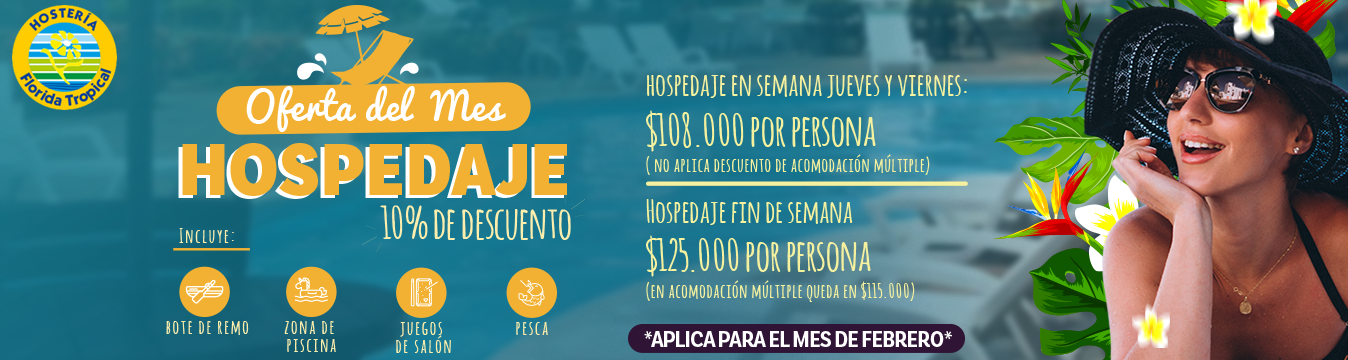 HOSTERÍA
Florida Tropical
Oferta del Mes
HOSPEDAJE
10% DE DESCUENTO
INCLUYE:
BOTE DE REMO
ZONA DE
PISCINA
JUEGOS
DE SALÓN
PESCA
HOSPEDAJE EN SEMANA JUEVES Y VIERNES:
$108.000 POR PERSONA
( NO APLICA DESCUENTO DE ACOMODACIÓN MÚLTIPLE)
HOSPEDAJE FIN DE SEMANA
$125.000 POR PERSONA
(EN ACOMODACIÓN MÚLTIPLE QUEDA EN $115.000)
*APLICA PARA EL MES DE FEBRERO*